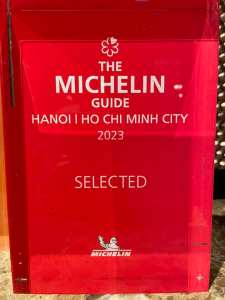 THE
MICHELIN
GUIDE
HANOI | HO CHI MINH CITY
2023
SELECTED
MICHELIN